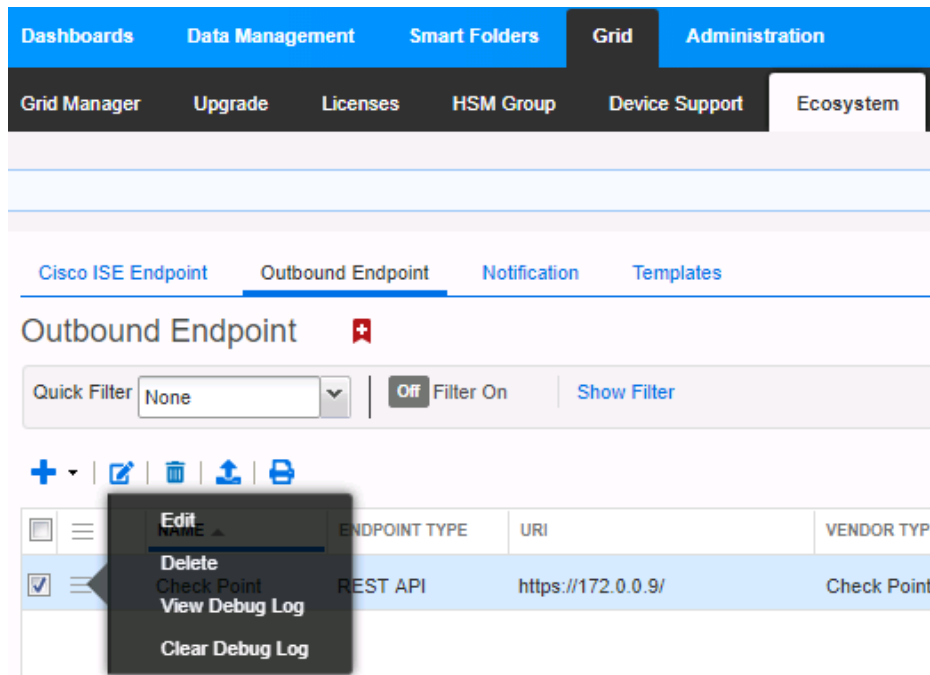 Dashboards Data Management Smart Folders Grid Administration
Grid Manager Upgrade Licenses HSM Group Device Support Ecosystem
Cisco ISE Endpoint Outbound Endpoint Notification Templates
Outbound Endpoint
Quick Filter None Off Filter On Show Filter
Edit
NAME ENDPOINT TYPE URI VENDOR TYP
Delete
Check Point REST API https://172.0.0.9/ Check Point
View Debug Log
Clear Debug Log